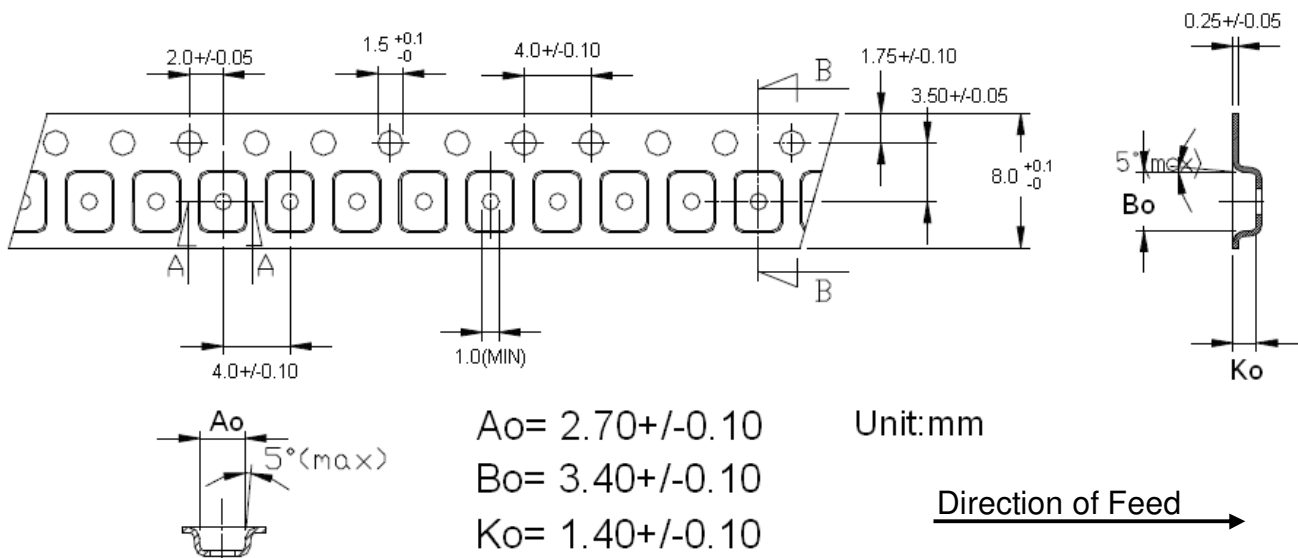 0.25+/-0.05
2.0+/-0.05
1.5 +0.1 -0
4.0+/-0.10
B
1.75+/-0.10
3.50+/-0.05
8.0 +0.1 -0
5°(max)
Bo
A A
B
1.0(MIN)
4.0+/-0.10
Ko
Ao
5°(max)
Ao= 2.70+/-0.10
Unit:mm
Bo= 3.40+/-0.10
Direction of Feed
Ko= 1.40+/-0.10